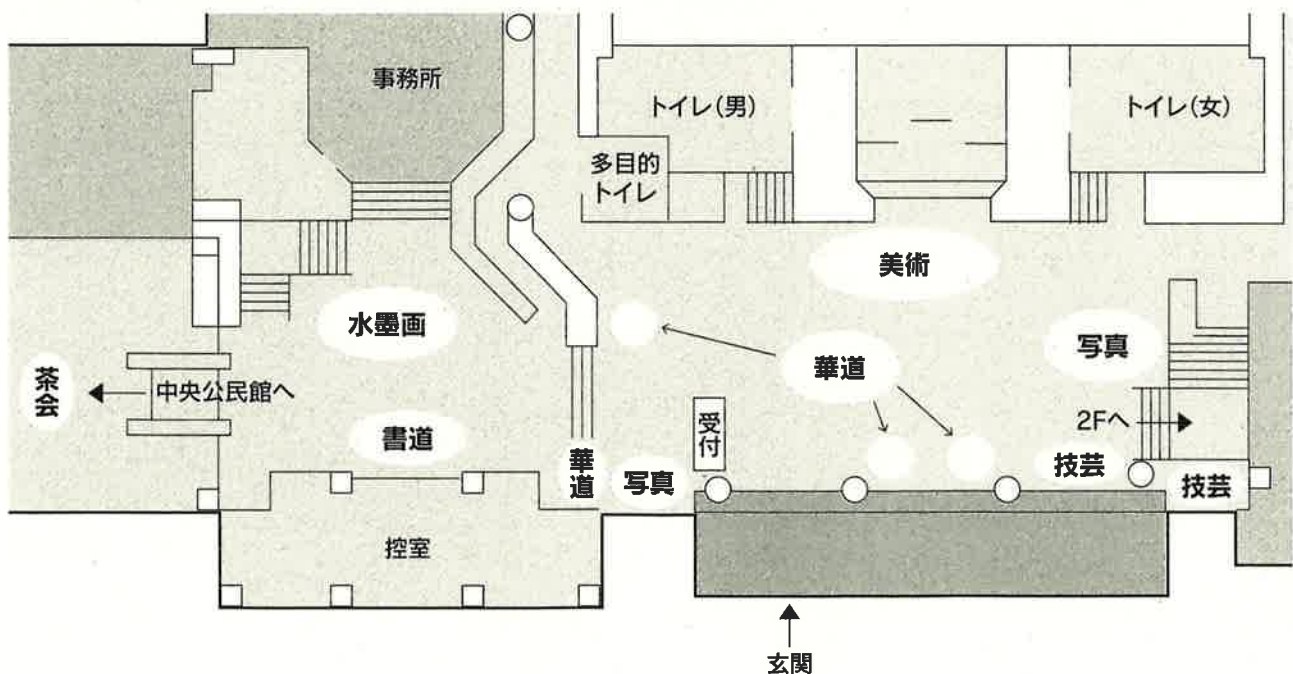 事務所
トイレ(男)
トイレ(女)
多目的
トイレ
美術
水墨画
写真
華道
茶会
中央公民館へ
書道
受付
2Fへ
華道
写真
技芸
技芸
控室
玄関